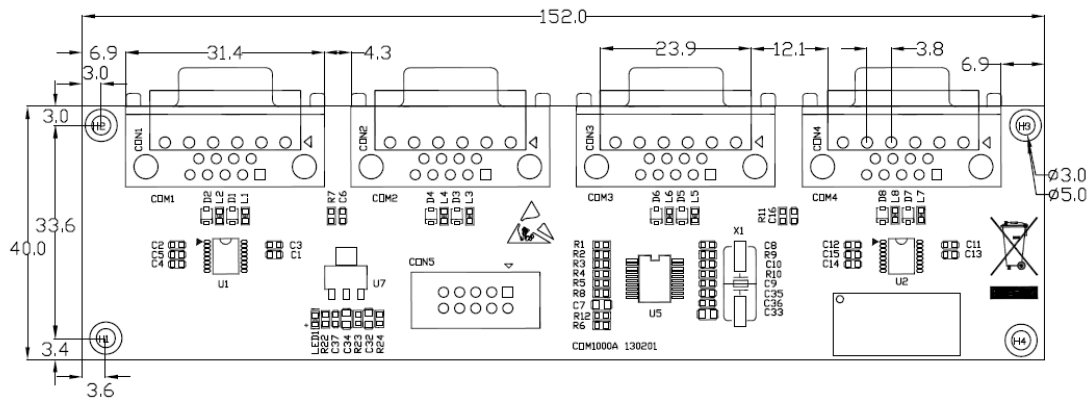 152.0
6.9 31.4 4.3 23.9 12.1 3.8
3.0 6.9
3.0
H2 H3
CON1 CON2 CON3 CON4
Ø3.0
Ø5.0
COM1 COM2 COM3 COM4
D2 L2 D1 L1 R7 C6 D4 L4 D3 L3 D6 L6 D5 L5 R11 C16 D8 L8 D7 L7
33.6
40.0
C2 C3 R1 X1 C8 C12 C11
C5 C1 R2 R9 C15 C13
C4 R3 C10 C14
CON5
R4 R10
U1 U7 R5 C9 U2
R8 C35
C7 C36
U5
R12 C33
R6
+
LED1 R22 C37 C34 R23 C32 R24
COM1000A 130201
H1 H4
3.4
3.6